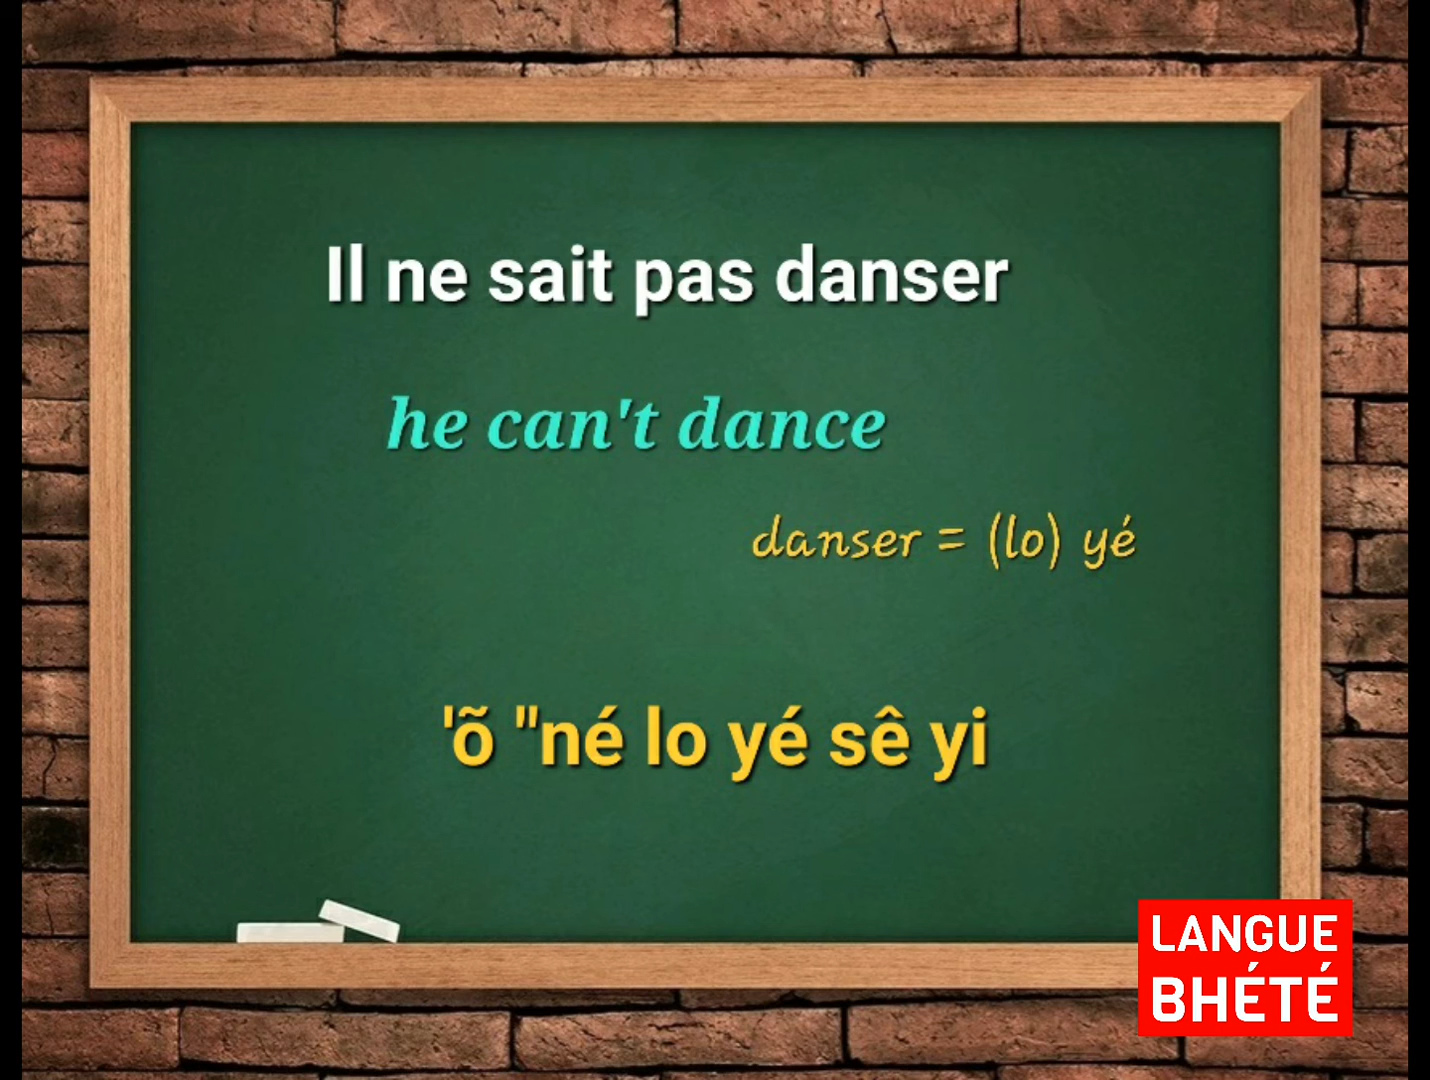 Il ne sait pas danser
he can't dance
danser = (lo) yé
'õ "né lo yé sê yi
LANGUE
BHÉTÉ